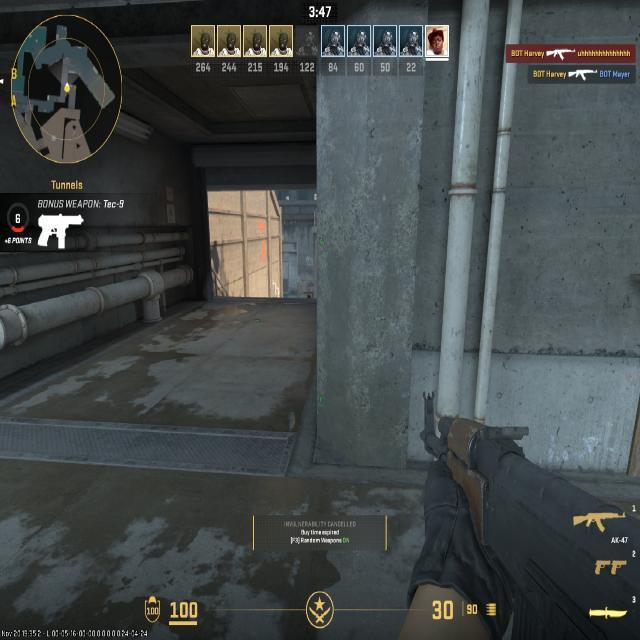 3:47
264 244 215 194 122 84 60 50 22
BOT Harvey uhhhhhhhhhhhhh
BOT Harvey BOT Mayer
B
A
Tunnels
BONUS WEAPON: Tec-9
6
+6 POINTS
INVULNERABILITY CANCELLED
Buy time expired
[F3] Random Weapons ON
1
AK-47
2
3
100 100
30 90